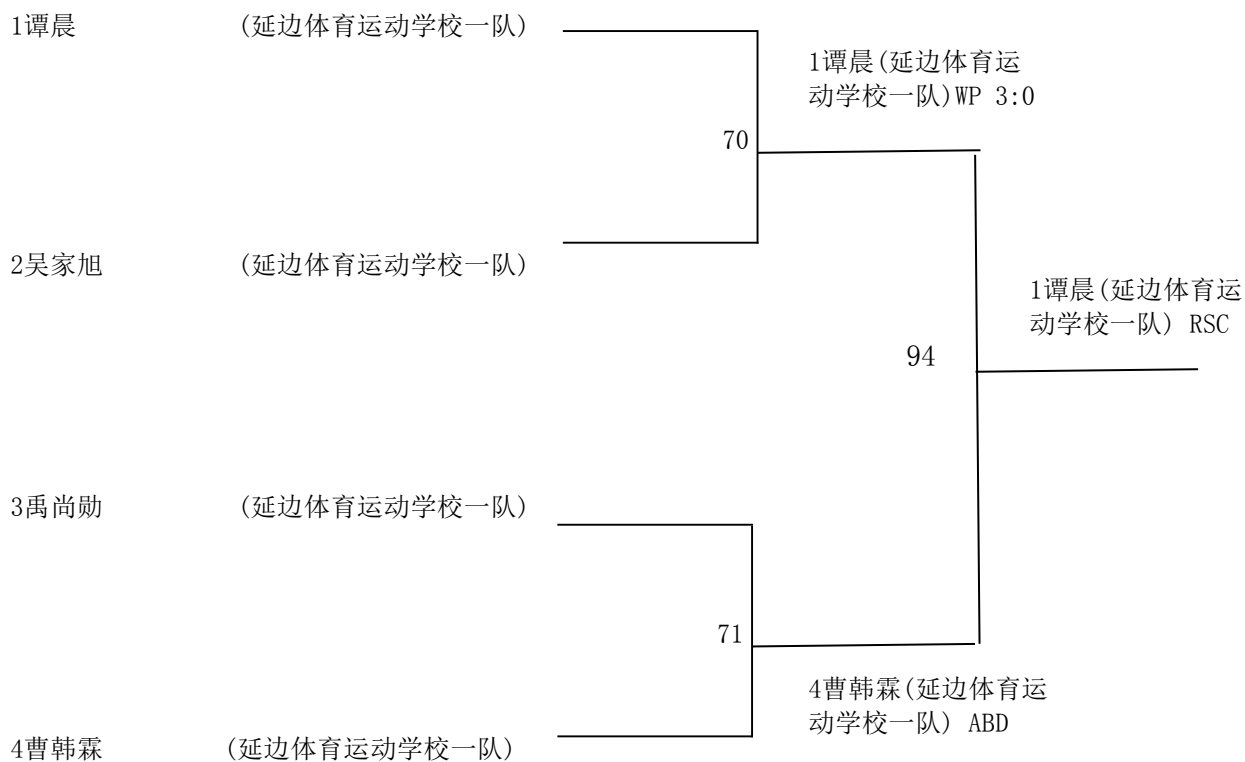 1谭晨 (延边体育运动学校一队)
1谭晨(延边体育运
动学校一队)WP 3:0
70
2吴家旭 (延边体育运动学校一队)
1谭晨(延边体育运
动学校一队) RSC
94
3禹尚勋 (延边体育运动学校一队)
71
4曹韩霖(延边体育运
动学校一队) ABD
4曹韩霖 (延边体育运动学校一队)